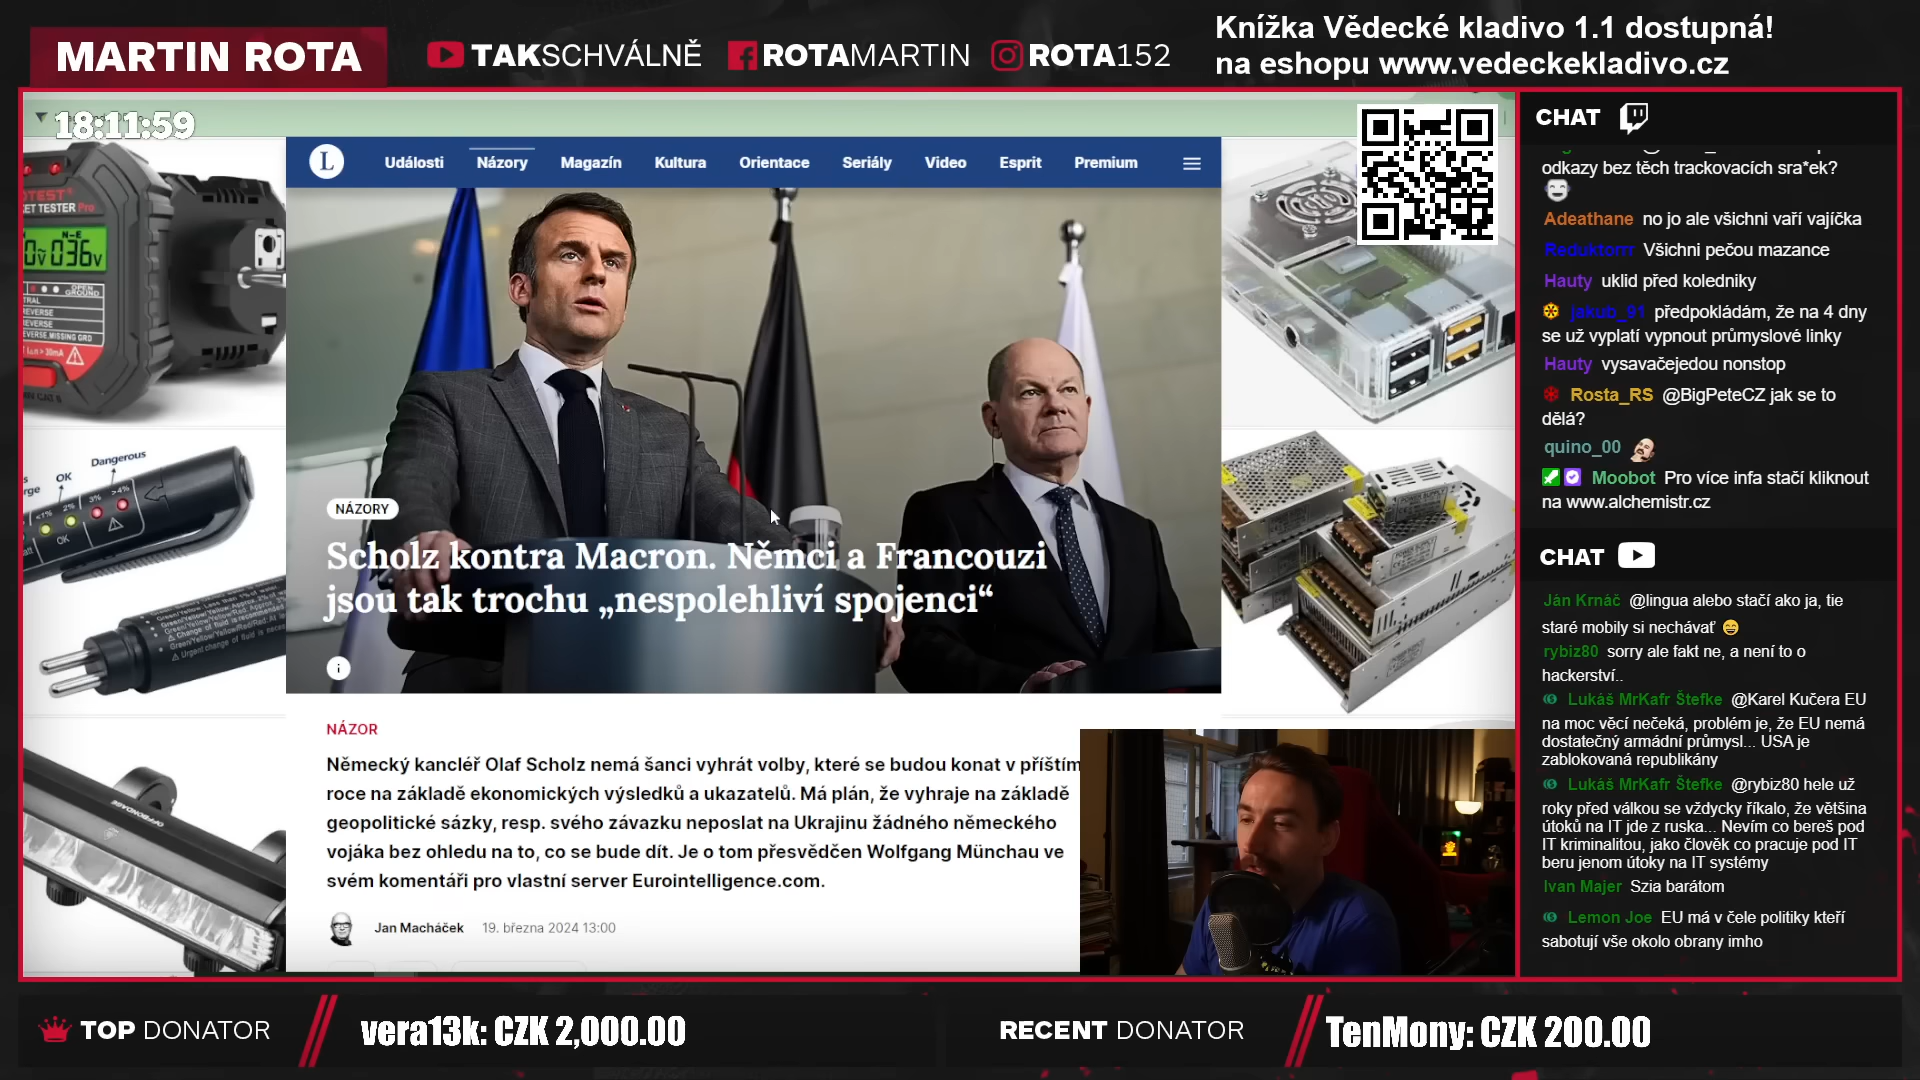 MARTIN ROTA
TAKSCHVÁLNĚ
ROTAMARTIN
ROTA152
Knížka Vědecké kladivo 1.1 dostupná!
na eshopu www.vedeckekladivo.cz
18:11:59
L
Události
Názory
Magazín
Kultura
Orientace
Seriály
Video
Esprit
Premium
NÁZORY
Scholz kontra Macron. Němci a Francouzi
jsou tak trochu „nespolehliví spojenci“
i
NÁZOR
Německý kancléř Olaf Scholz nemá šanci vyhrát volby, které se budou konat v příštím
roce na základě ekonomických výsledků a ukazatelů. Má plán, že vyhraje na základě
geopolitické sázky, resp. svého závazku neposlat na Ukrajinu žádného německého
vojáka bez ohledu na to, co se bude dít. Je o tom přesvědčen Wolfgang Münchau ve
svém komentáři pro vlastní server Eurointelligence.com.
Jan Macháček 19. března 2024 13:00
OK
Dangerous
OK
CHAT
odkazy bez těch trackovacích sra*ek?
Adeathane no jo ale všichni vaří vajíčka
Reduktorrr Všichni pečou mazance
Hauty uklid před koledniky
jakub_91 předpokládám, že na 4 dny
se už vyplatí vypnout průmyslové linky
Hauty vysavačejedou nonstop
Rosta_RS @BigPeteCZ jak se to
dělá?
quino_00
Moobot Pro více infa stačí kliknout
na www.alchemistr.cz
CHAT
Ján Krnáč @lingua alebo stačí ako ja, tie
staré mobily si nechávať
rybiz80 sorry ale fakt ne, a není to o
hackerství..
Lukáš MrKafr Štefke @Karel Kučera EU
na moc věcí nečeká, problém je, že EU nemá
dostatečný armádní průmysl... USA je
zablokovaná republikány
Lukáš MrKafr Štefke @rybiz80 hele už
roky před válkou se vždycky říkalo, že většina
útoků na IT jde z ruska... Nevím co bereš pod
IT kriminalitou, jako člověk co pracuje pod IT
beru jenom útoky na IT systémy
Ivan Majer Szia barátom
Lemon Joe EU má v čele politiky kteří
sabotují vše okolo obrany imho
TOP DONATOR
vera13k: CZK 2,000.00
RECENT DONATOR
TenMony: CZK 200.00